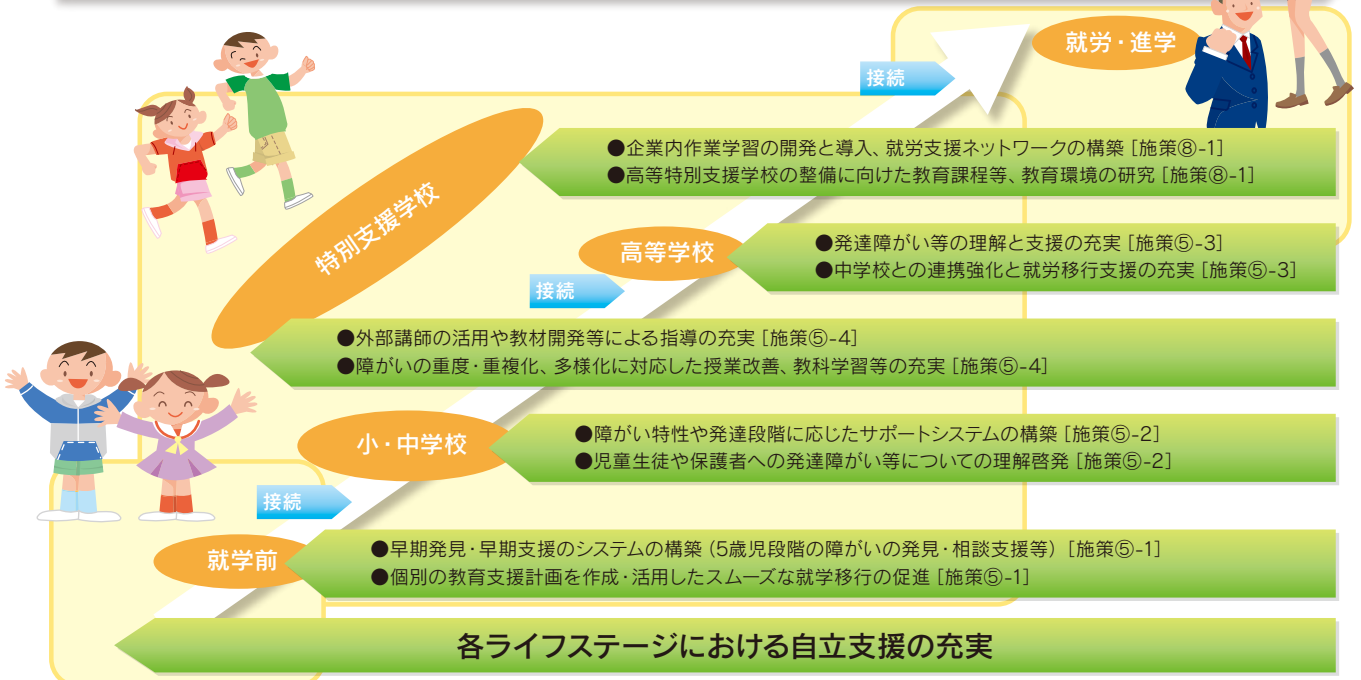 就労・進学
接続
●企業内作業学習の開発と導入、就労支援ネットワークの構築［施策⑧-1］
●高等特別支援学校の整備に向けた教育課程等、教育環境の研究［施策⑧-1］
特別支援学校
高等学校
●発達障がい等の理解と支援の充実［施策⑤-3］
●中学校との連携強化と就労移行支援の充実［施策⑤-3］
接続
●外部講師の活用や教材開発等による指導の充実［施策⑤-4］
●障がいの重度・重複化、多様化に対応した授業改善、教科学習等の充実［施策⑤-4］
小・中学校
●障がい特性や発達段階に応じたサポートシステムの構築［施策⑤-2］
●児童生徒や保護者への発達障がい等についての理解啓発［施策⑤-2］
接続
就学前
●早期発見・早期支援のシステムの構築（5歳児段階の障がいの発見・相談支援等）［施策⑤-1］
●個別の教育支援計画を作成・活用したスムーズな就学移行の促進［施策⑤-1］
各ライフステージにおける自立支援の充実